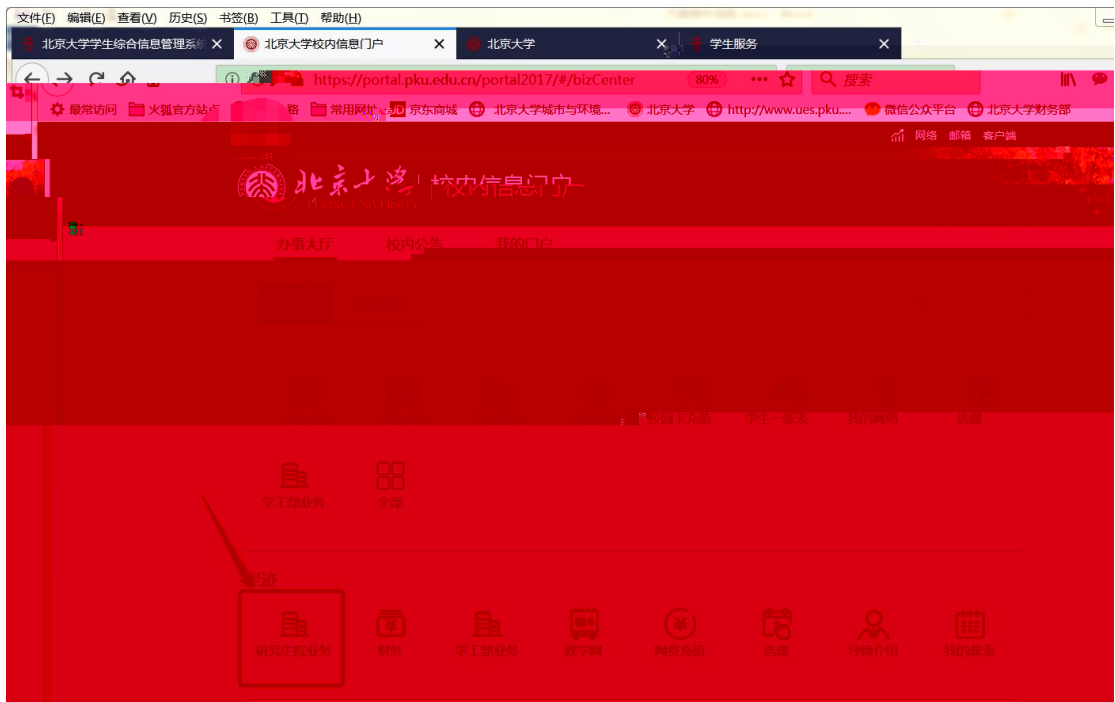 文件(F) 编辑(E) 查看(V) 历史(S) 书签(B) 工具(T) 帮助(H)
北京大学学生综合信息管理系统 北京大学校内信息门户 北京大学 学生服务
https://portal.pku.edu.cn/portal2017/#/bizCenter 80% 搜索
最常访问 火狐官方站点 常用网址 JD 京东商城 北京大学城市与环境... 北京大学 http://www.ues.pku.... 微信公众平台 北京大学财务部
网络 邮箱 客户端
北京大学 校内信息门户
PEKING UNIVERSITY
办事大厅 校内公告 我的门户
校园卡充值 学生一张表 我的网络 选课
学工部业务 全部
研究生院业务 财务 学工部业务 教学网 网费充值 选课 导师介绍 我的课表